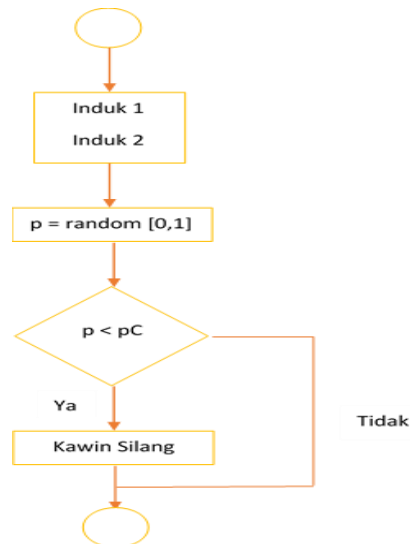 Induk 1
Induk 2
p = random [0,1]
p < pC
Ya
Tidak
Kawin Silang